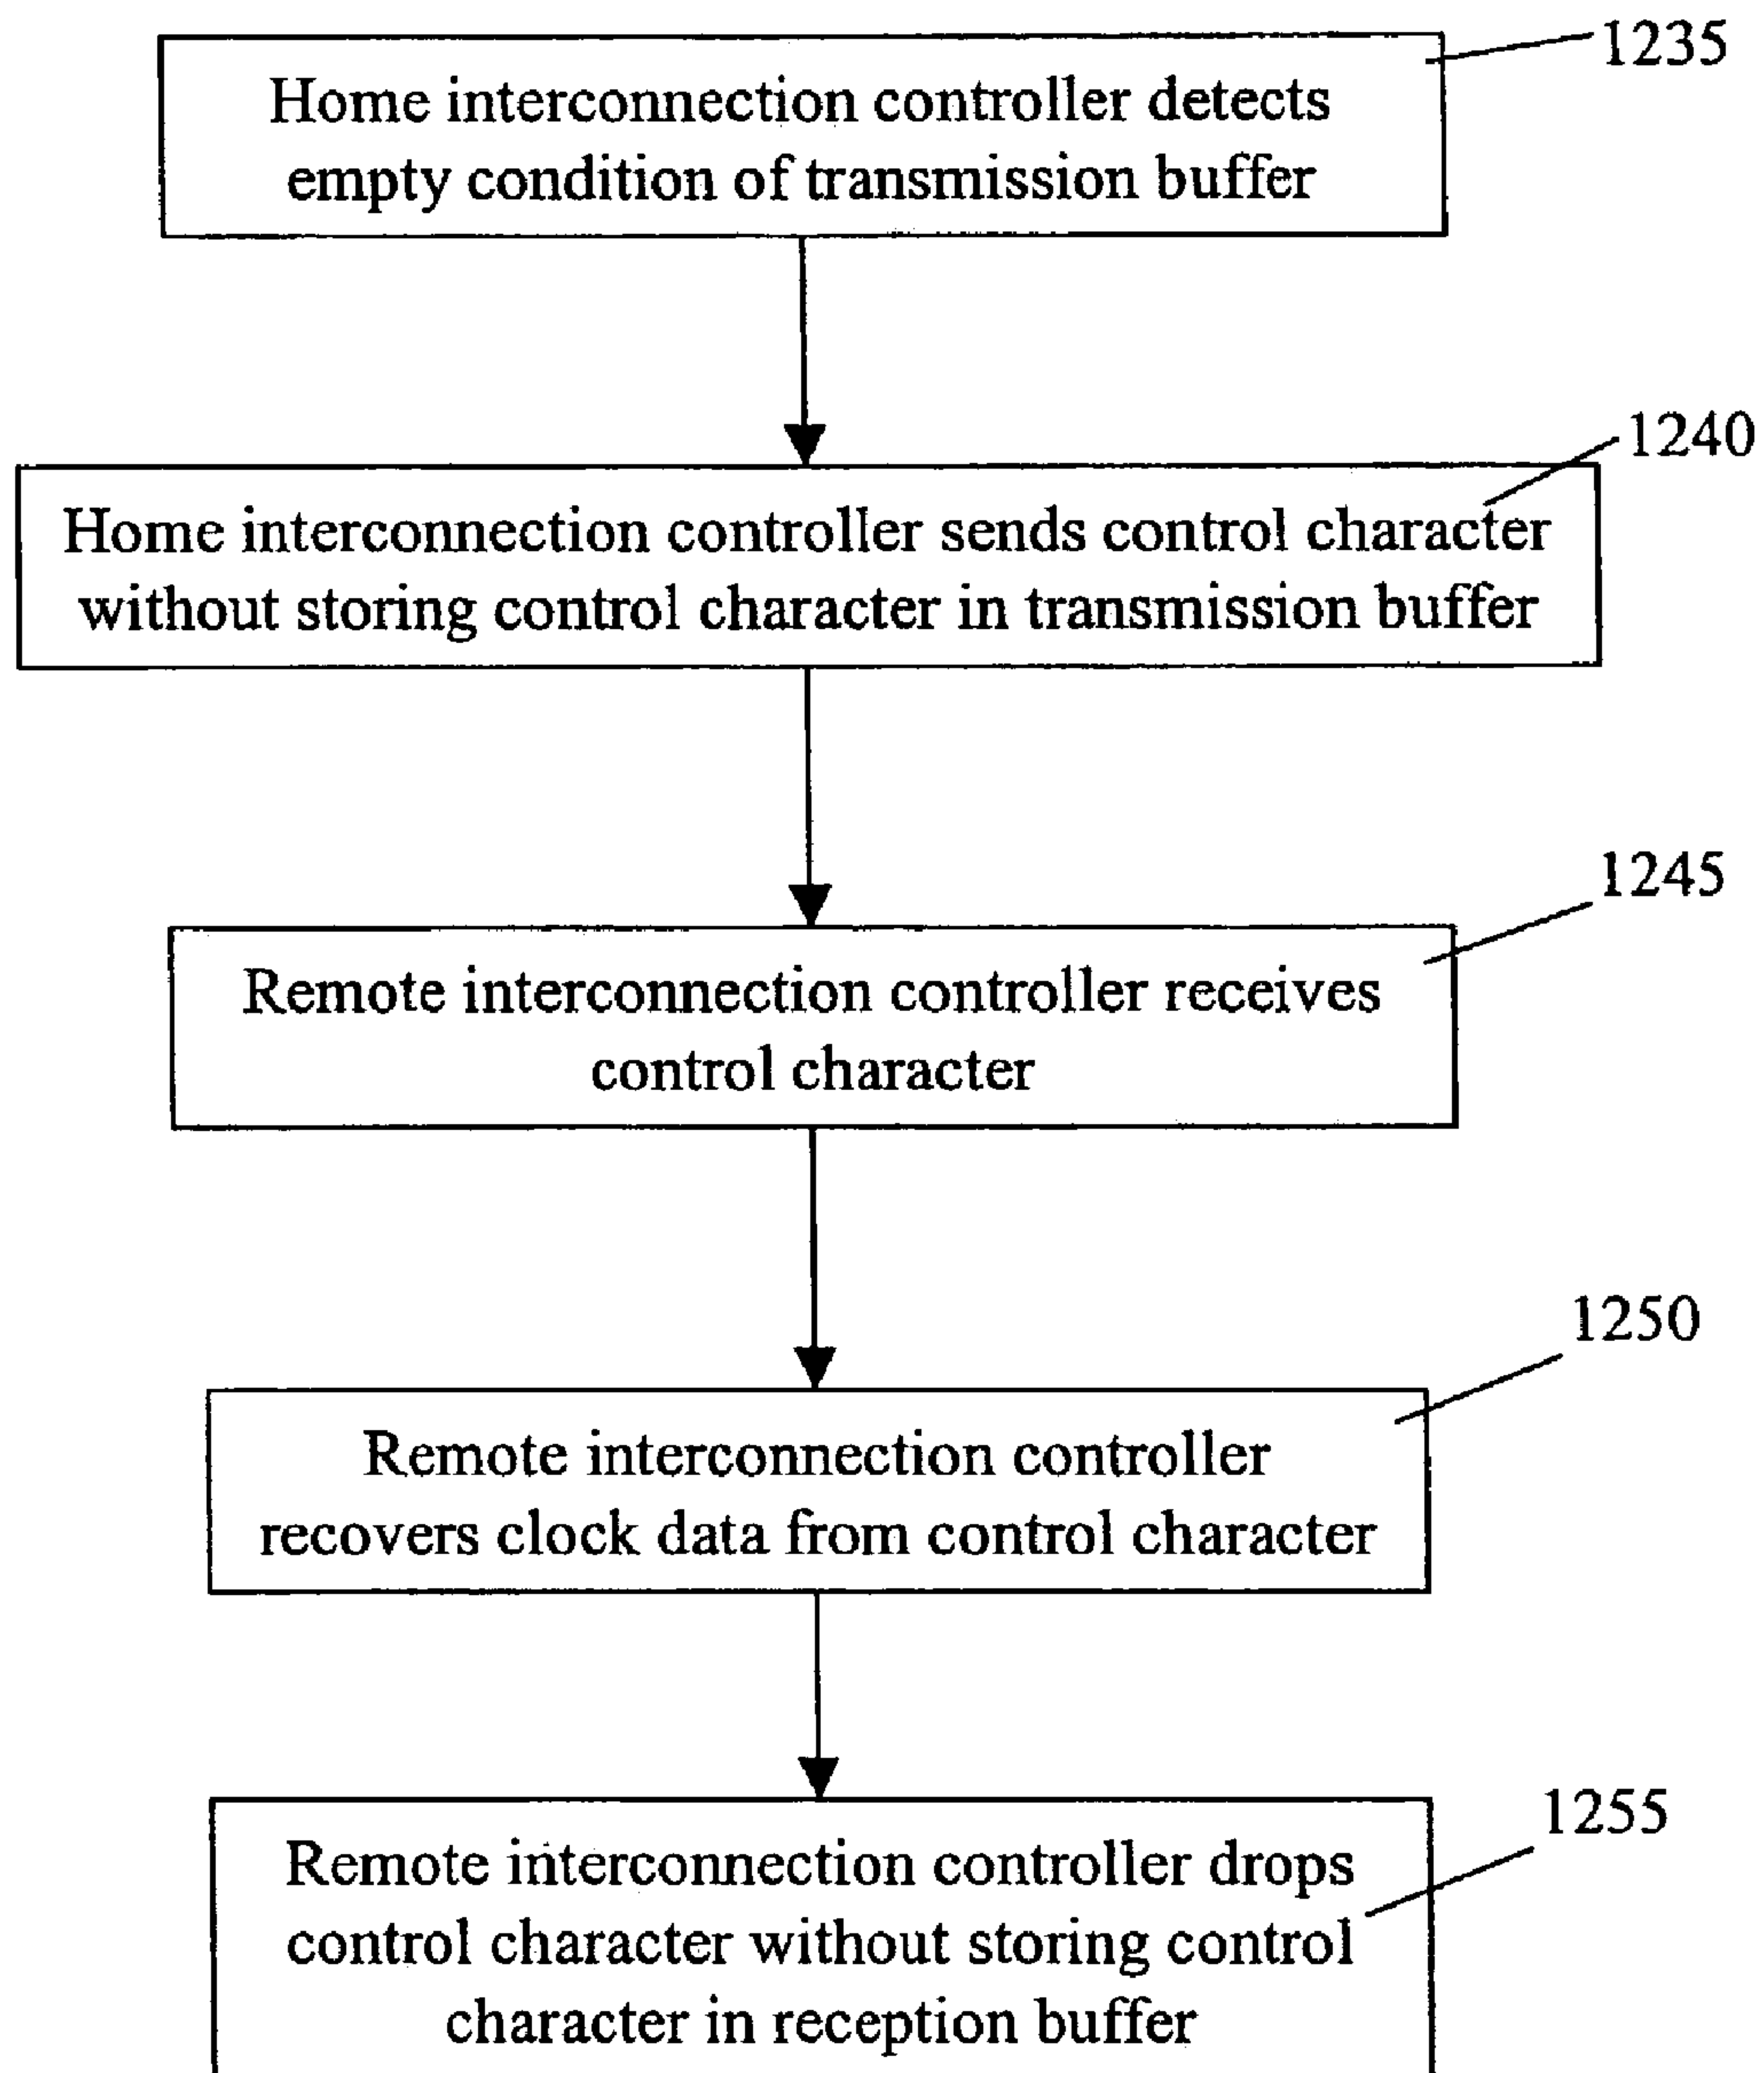 1235
Home interconnection controller detects
empty condition of transmission buffer
1240
Home interconnection controller sends control character
without storing control character in transmission buffer
1245
Remote interconnection controller receives
control character
1250
Remote interconnection controller
recovers clock data from control character
1255
Remote interconnection controller drops
control character without storing control
character in reception buffer